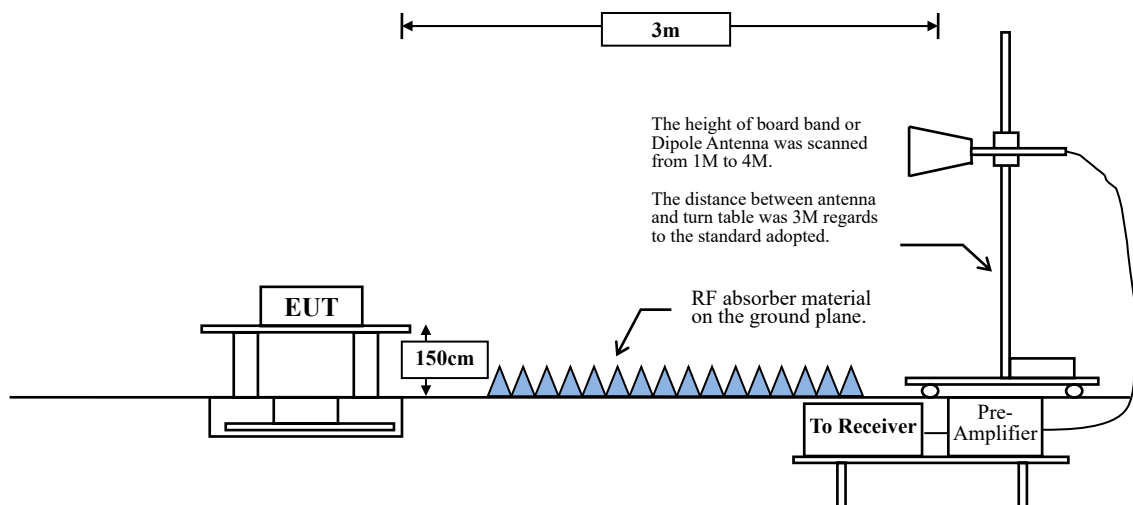 3m
The height of board band or
Dipole Antenna was scanned
from 1M to 4M.
The distance between antenna
and turn table was 3M regards
to the standard adopted.
EUT
RF absorber material
on the ground plane.
150cm
To Receiver
Pre-
Amplifier